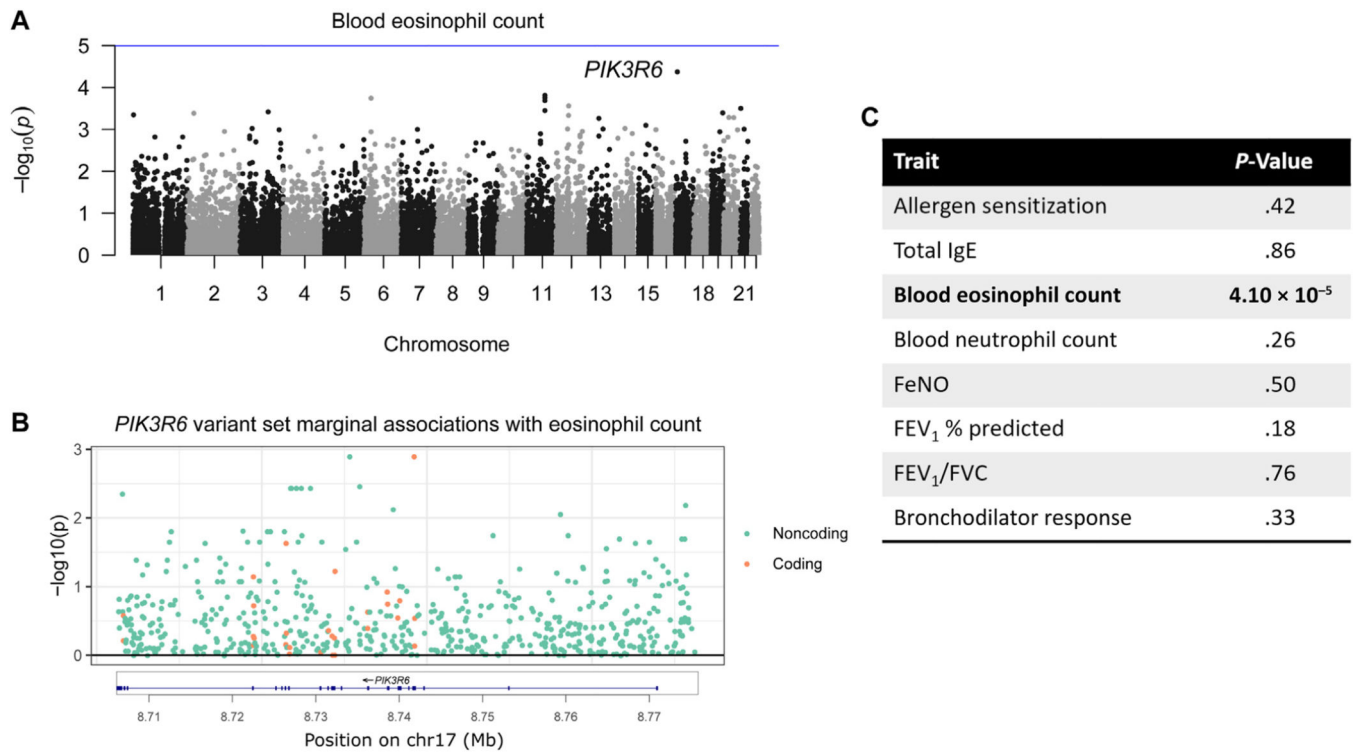 A
Blood eosinophil count
5
4
3
2
1
0
−log10(p)
PIK3R6
1 2 3 4 5 6 7 8 9 11 13 15 18 21
Chromosome
B
PIK3R6 variant set marginal associations with eosinophil count
3
2
1
0
−log10(p)
Noncoding
Coding
←PIK3R6
8.71 8.72 8.73 8.74 8.75 8.76 8.77
Position on chr17 (Mb)
C
Trait P-Value
Allergen sensitization .42
Total IgE .86
Blood eosinophil count 4.10 × 10⁻⁵
Blood neutrophil count .26
FeNO .50
FEV₁ % predicted .18
FEV₁/FVC .76
Bronchodilator response .33